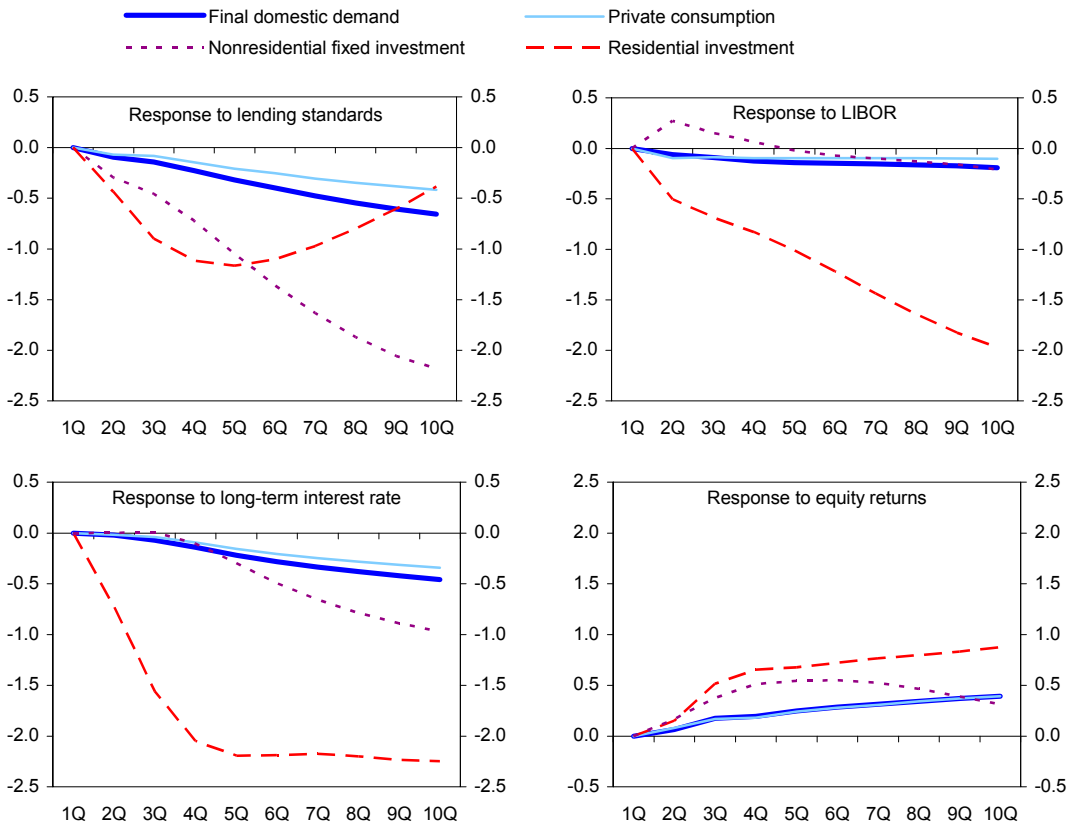 Final domestic demand
Private consumption
Nonresidential fixed investment
Residential investment
Response to lending standards
0.5 0.5
0.0 0.0
-0.5 -0.5
-1.0 -1.0
-1.5 -1.5
-2.0 -2.0
-2.5 -2.5
1Q 2Q 3Q 4Q 5Q 6Q 7Q 8Q 9Q 10Q
Response to LIBOR
0.5 0.5
0.0 0.0
-0.5 -0.5
-1.0 -1.0
-1.5 -1.5
-2.0 -2.0
-2.5 -2.5
1Q 2Q 3Q 4Q 5Q 6Q 7Q 8Q 9Q 10Q
Response to long-term interest rate
0.5 0.5
0.0 0.0
-0.5 -0.5
-1.0 -1.0
-1.5 -1.5
-2.0 -2.0
-2.5 -2.5
1Q 2Q 3Q 4Q 5Q 6Q 7Q 8Q 9Q 10Q
Response to equity returns
2.5 2.5
2.0 2.0
1.5 1.5
1.0 1.0
0.5 0.5
0.0 0.0
-0.5 -0.5
1Q 2Q 3Q 4Q 5Q 6Q 7Q 8Q 9Q 10Q